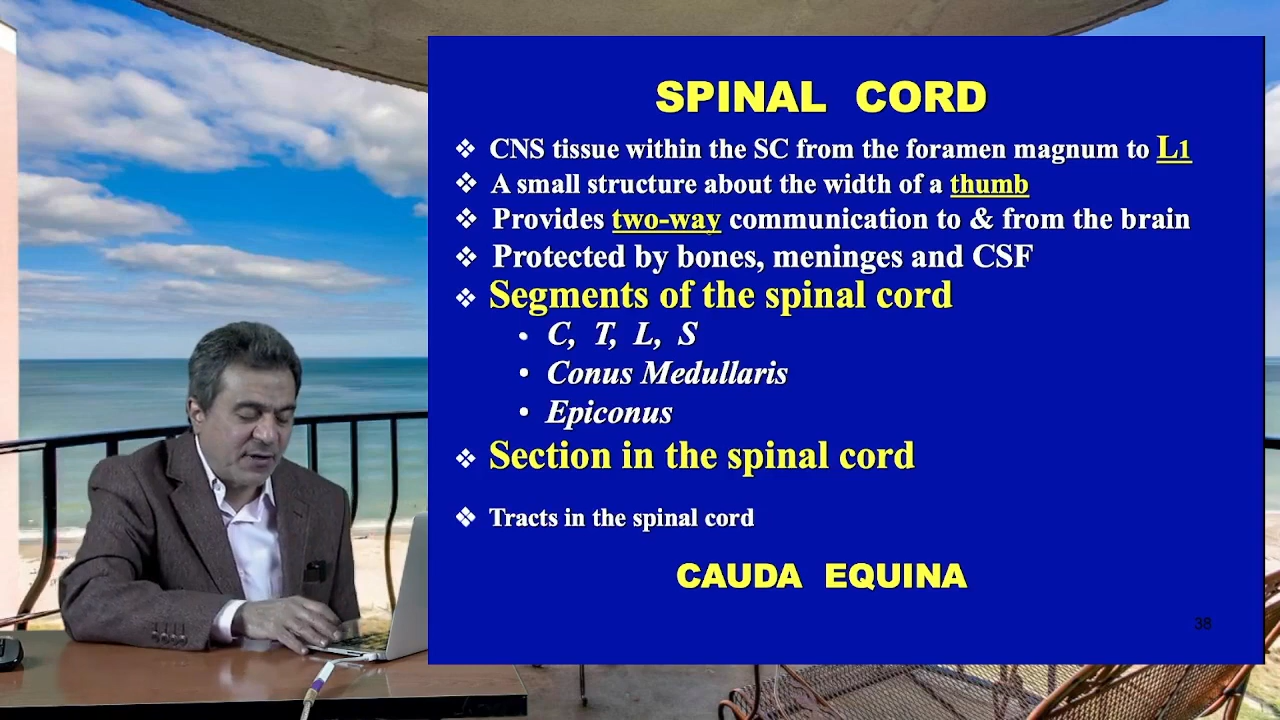 SPINAL CORD
❖ CNS tissue within the SC from the foramen magnum to L1
❖ A small structure about the width of a thumb
❖ Provides two-way communication to & from the brain
❖ Protected by bones, meninges and CSF
❖ Segments of the spinal cord
• C, T, L, S
• Conus Medullaris
• Epiconus
❖ Section in the spinal cord
❖ Tracts in the spinal cord
CAUDA EQUINA
38